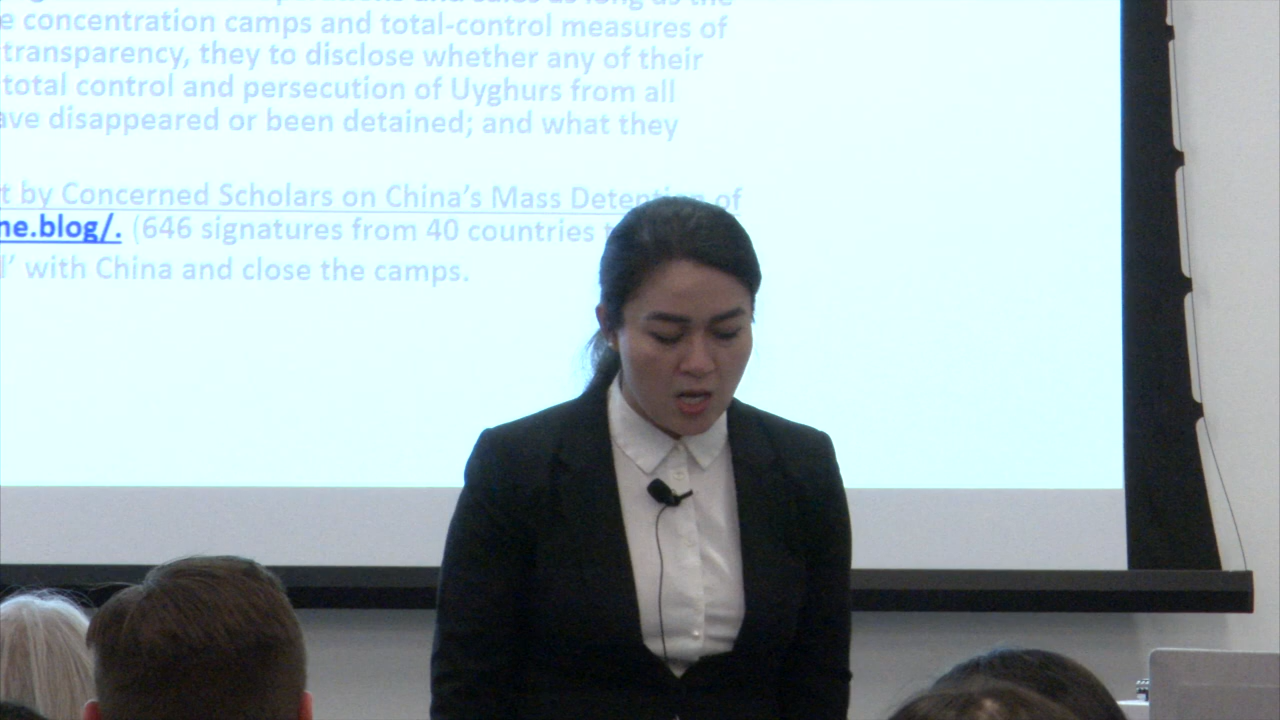 e concentration camps and total-control measures of
transparency, they to disclose whether any of their
total control and persecution of Uyghurs from all
ave disappeared or been detained; and what they
t by Concerned Scholars on China's Mass Detention of
ne.blog/. (646 signatures from 40 countries
l' with China and close the camps.